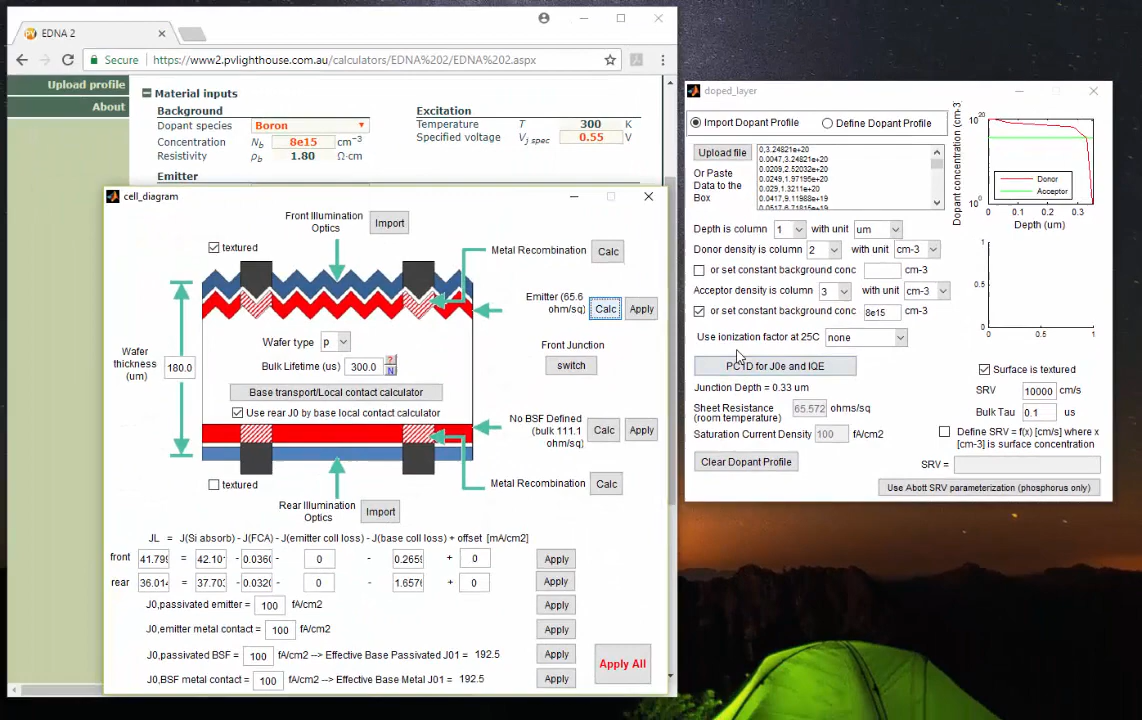 EDNA 2
Secure https://www2.pvlighthouse.com.au/calculators/EDNA%202/EDNA%202.aspx
Upload profile
About
Material inputs
Background
Dopant species Boron
Concentration Nb 8e15 cm-3
Resistivity ρb 1.80 Ω·cm
Excitation
Temperature T 300 K
Specified voltage Vj spec 0.55 V
Emitter
cell_diagram
Front Illumination
Optics
Import
textured
Metal Recombination Calc
Emitter (65.6
ohm/sq)
Calc Apply
Front Junction
switch
Wafer type p
Bulk Lifetime (us) 300.0 ? N
Wafer
thickness
(um)
180.0
Base transport/Local contact calculator
Use rear J0 by base local contact calculator
No BSF Defined
(bulk 111.1
ohm/sq)
Calc Apply
textured
Metal Recombination Calc
Rear Illumination
Optics
Import
JL = J(Si absorb) - J(FCA) - J(emitter coll loss) - J(base coll loss) + offset [mA/cm2]
front 41.799 = 42.10 - 0.0360 - 0 - 0.2659 + 0 Apply
rear 36.014 = 37.703 - 0.0320 - 0 - 1.6576 + 0 Apply
J0,passivated emitter = 100 fA/cm2 Apply
J0,emitter metal contact = 100 fA/cm2 Apply
J0,passivated BSF = 100 fA/cm2 --> Effective Base Passivated J01 = 192.5 Apply
J0,BSF metal contact = 100 fA/cm2 --> Effective Base Metal J01 = 192.5 Apply
Apply All
doped_layer
Import Dopant Profile Define Dopant Profile
Upload file
Or Paste
Data to the
Box
0,3.24821e+20
0.0047,3.24821e+20
0.0209,2.52032e+20
0.0249,1.97195e+20
0.029,1.3211e+20
0.0417,9.11988e+19
Depth is column 1 with unit um
Donor density is column 2 with unit cm-3
or set constant background conc cm-3
Acceptor density is column 3 with unit cm-3
or set constant background conc 8e15 cm-3
Use ionization factor at 25C none
PC1D for J0e and IQE
Junction Depth = 0.33 um
Sheet Resistance
(room temperature)
65.572 ohms/sq
Saturation Current Density 100 fA/cm2
Clear Dopant Profile
Dopant concentration (cm-3)
10^20
10^0
Donor
Acceptor
0 0.1 0.2 0.3
Depth (um)
1
0.5
0
0 0.5 1
Surface is textured
SRV 10000 cm/s
Bulk Tau 0.1 us
Define SRV = f(x) [cm/s] where x
[cm-3] is surface concentration
SRV =
Use Abott SRV parameterization (phosphorus only)